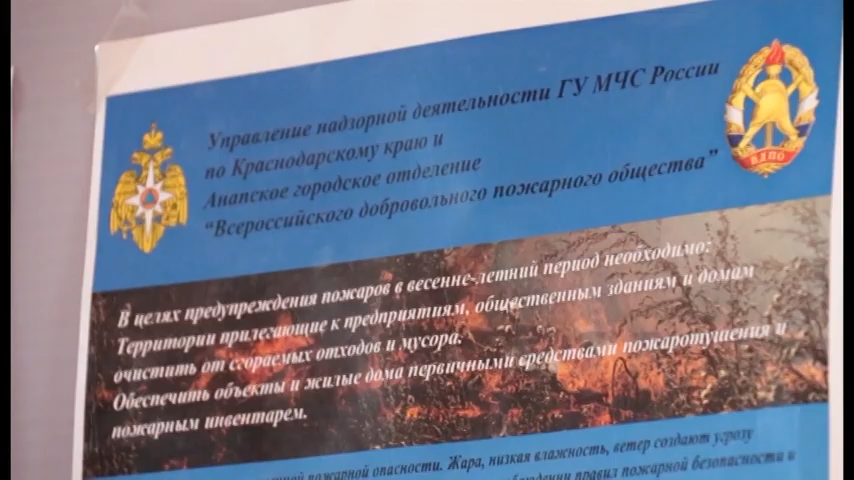 Управление надзорной деятельности ГУ МЧС России
по Краснодарскому краю и
Анапское городское отделение
“Всероссийского добровольного пожарного общества”
ВДПО
В целях предупреждения пожаров в весенне-летний период необходимо:
Территории прилегающие к предприятиям, общественным зданиям и домам
очистить от сгораемых отходов и мусора.
Обеспечить объекты и жилые дома первичными средствами пожаротушения и
пожарным инвентарем.
пожарной опасности. Жара, низкая влажность, ветер создают угрозу
правил пожарной безопасности и